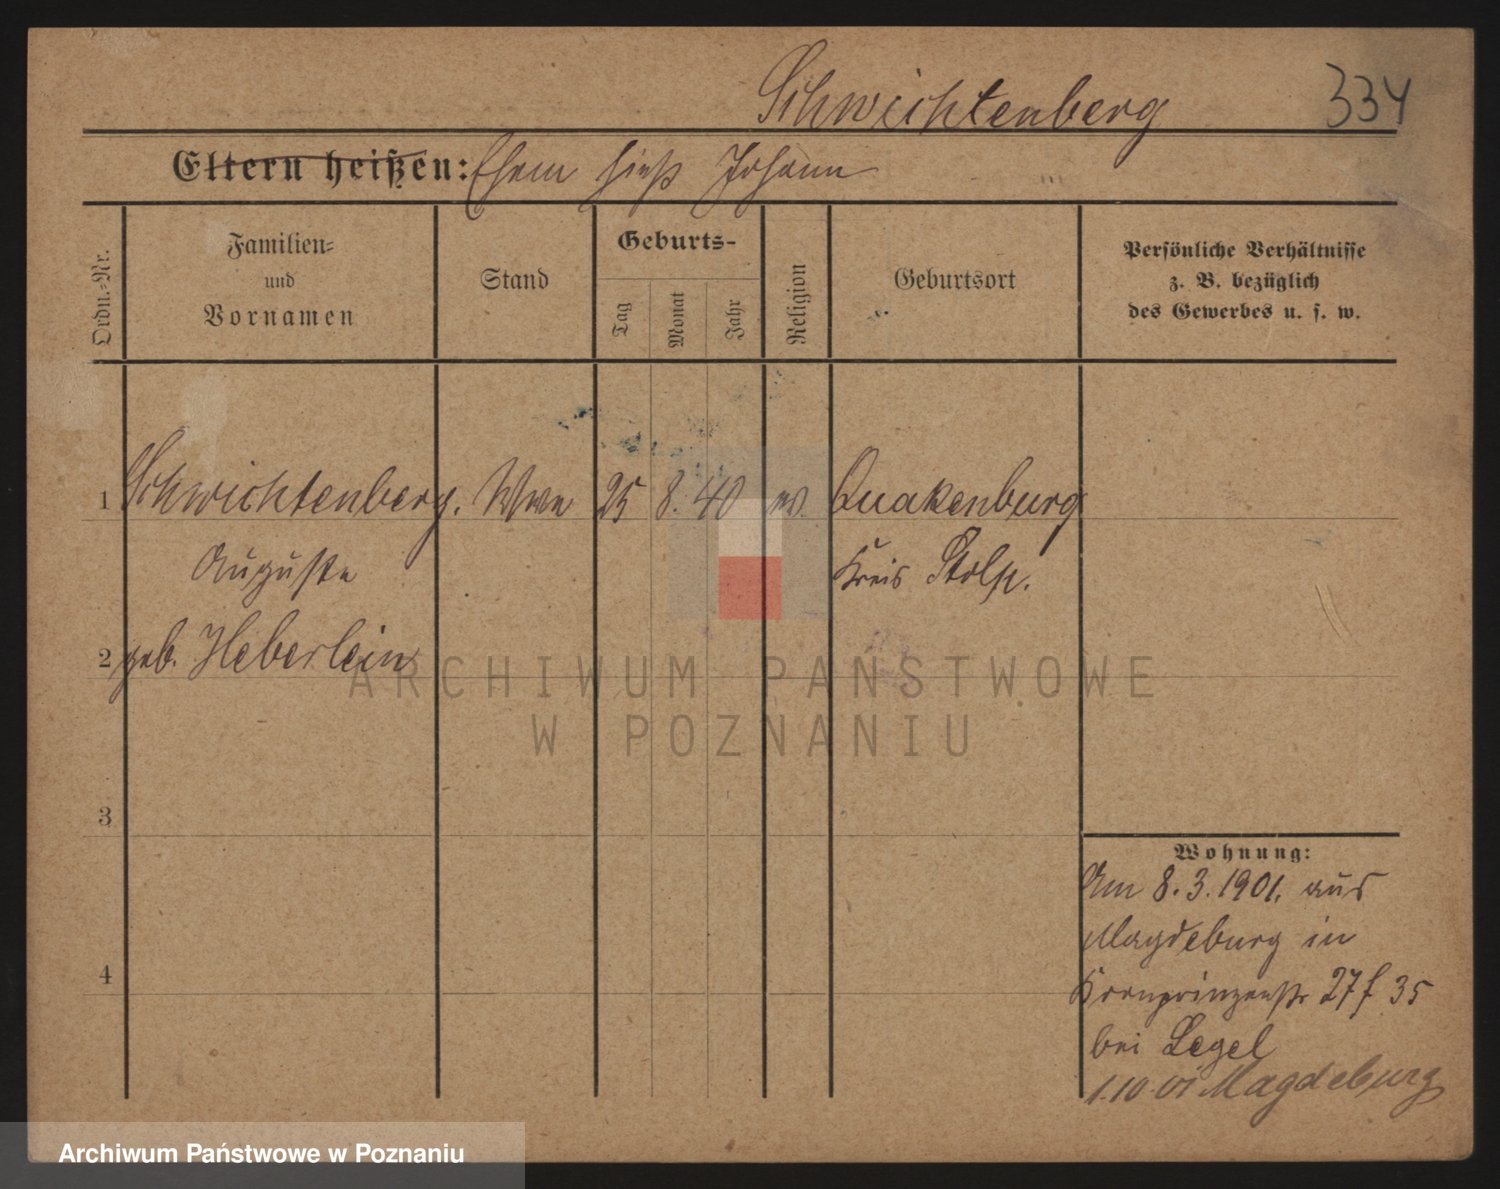 Schwichtenberg 334
Eltern heißen: Ehem hieß Johann
Ordn.-Nr.
Familien-
und
Vornamen
Stand
Geburts-
Tag
Monat
Jahr
Religion
Geburtsort
Persönliche Verhältnisse
z. B. bezüglich
des Gewerbes u. s. w.
1 Schwichtenberg. Wwe 25 8. 40 ev. Quakenburg
Auguste Kreis Stolp.
2 geb. Heberlein
ARCHIWUM PAŃSTWOWE
W POZNANIU
3
Wohnung:
Am 8.3.1901. aus
Magdeburg in
4
Kronprinzenstr 27 f 35
bei Legel
1.10.01 Magdeburg
Archiwum Państwowe w Poznaniu